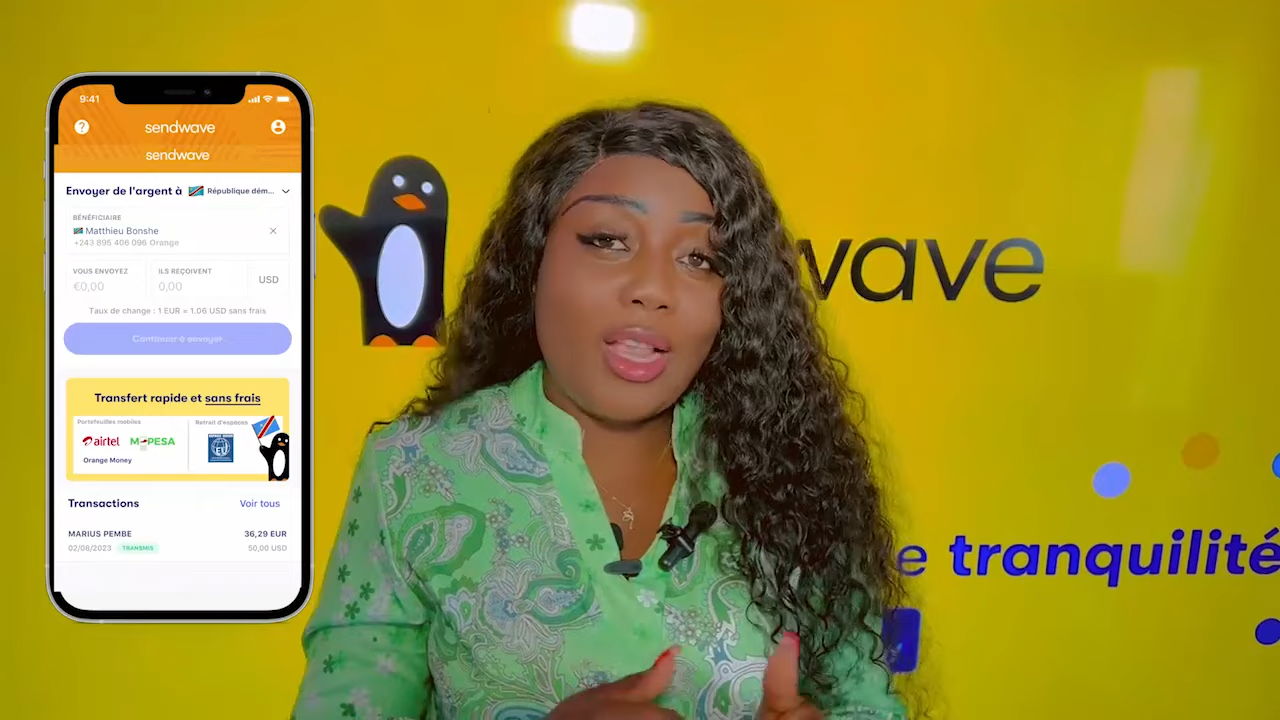 9:41
sendwave
sendwave
Envoyer de l'argent à République dém...
BÉNÉFICIAIRE
Matthieu Bonshe
+243 895 406 096 Orange
VOUS ENVOYEZ
ILS REÇOIVENT
€0,00
0,00
USD
Taux de change : 1 EUR = 1.06 USD sans frais
Continuer à envoyer
Transfert rapide et sans frais
Portefeuilles mobiles
Retrait d'espèces
airtel
M-PESA
Orange Money
Transactions
Voir tous
MARIUS PEMBE
36,29 EUR
02/08/2023
TRANSMIS
50,00 USD
wave
e tranquilité